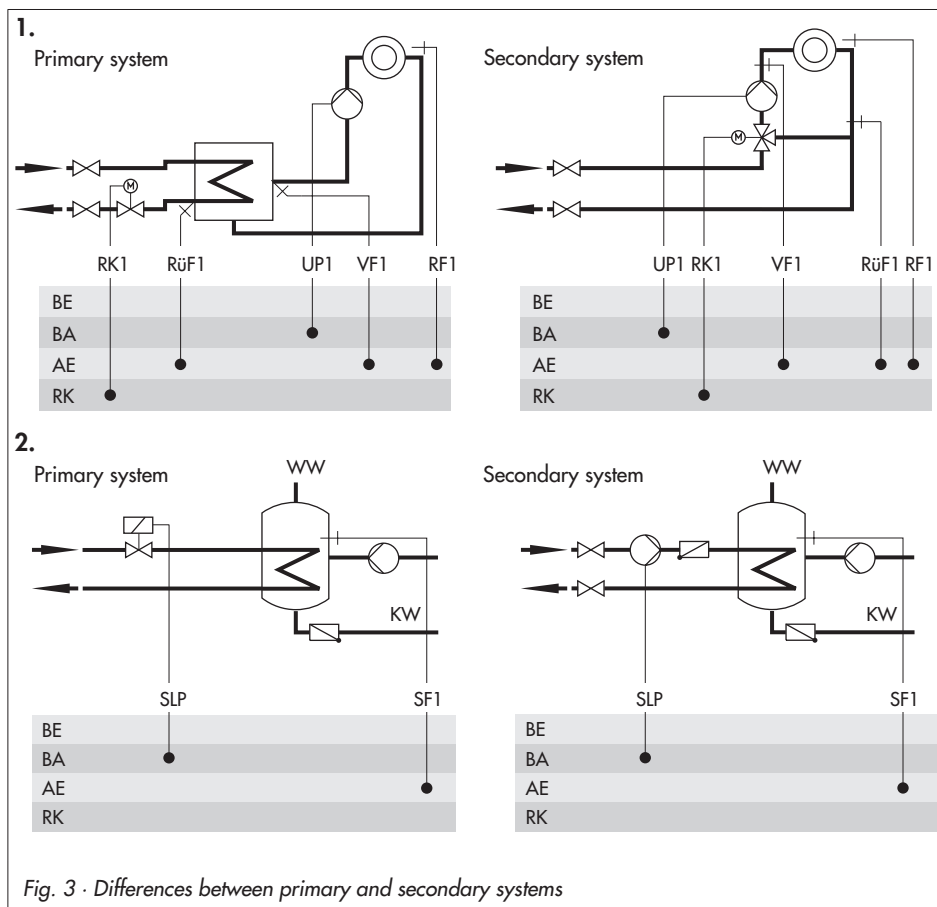 1.
Primary system
Secondary system
M
M
RK1 RüF1 UP1 VF1 RF1
UP1 RK1 VF1 RüF1 RF1
BE
BA
AE
RK
BE
BA
AE
RK
2.
Primary system
WW
Secondary system
WW
KW
KW
SLP SF1
SLP SF1
BE
BA
AE
RK
BE
BA
AE
RK
Fig. 3 · Differences between primary and secondary systems